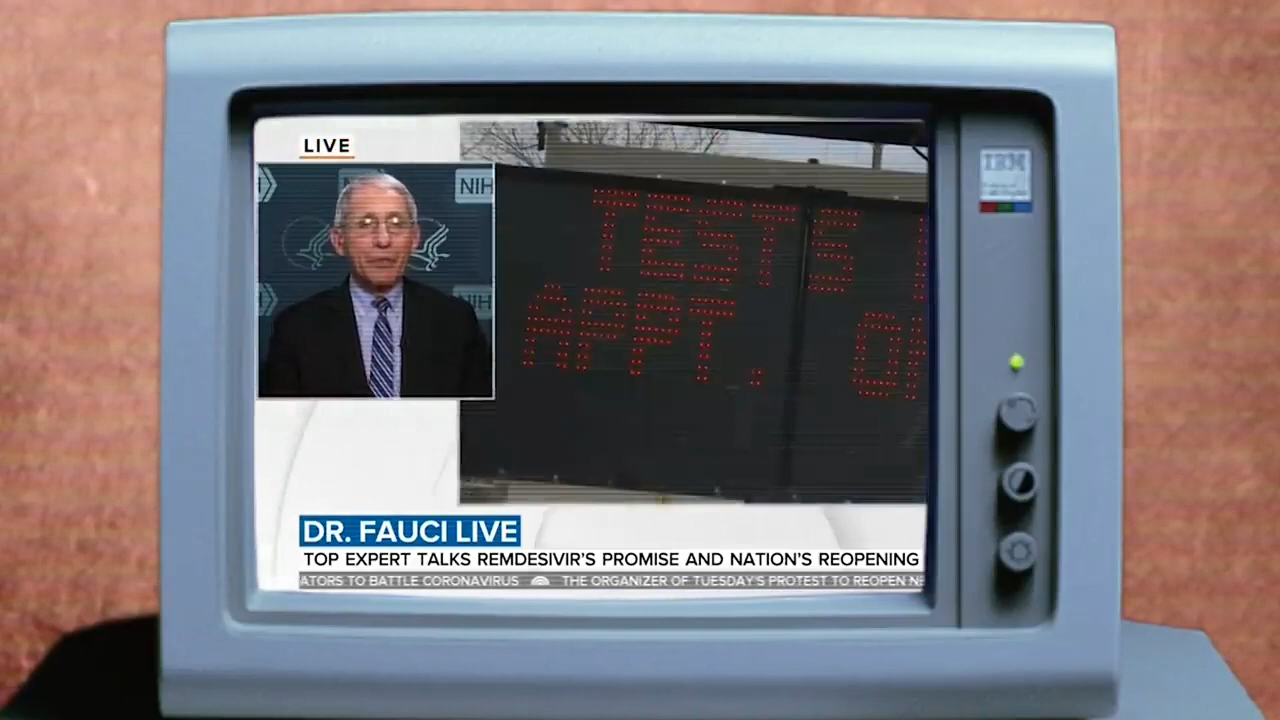 LIVE
NIH
TESTS
APPT.
NIH
IBM
DR. FAUCI LIVE
TOP EXPERT TALKS REMDESIVIR'S PROMISE AND NATION'S REOPENING
ATORS TO BATTLE CORONAVIRUS THE ORGANIZER OF TUESDAY'S PROTEST TO REOPEN